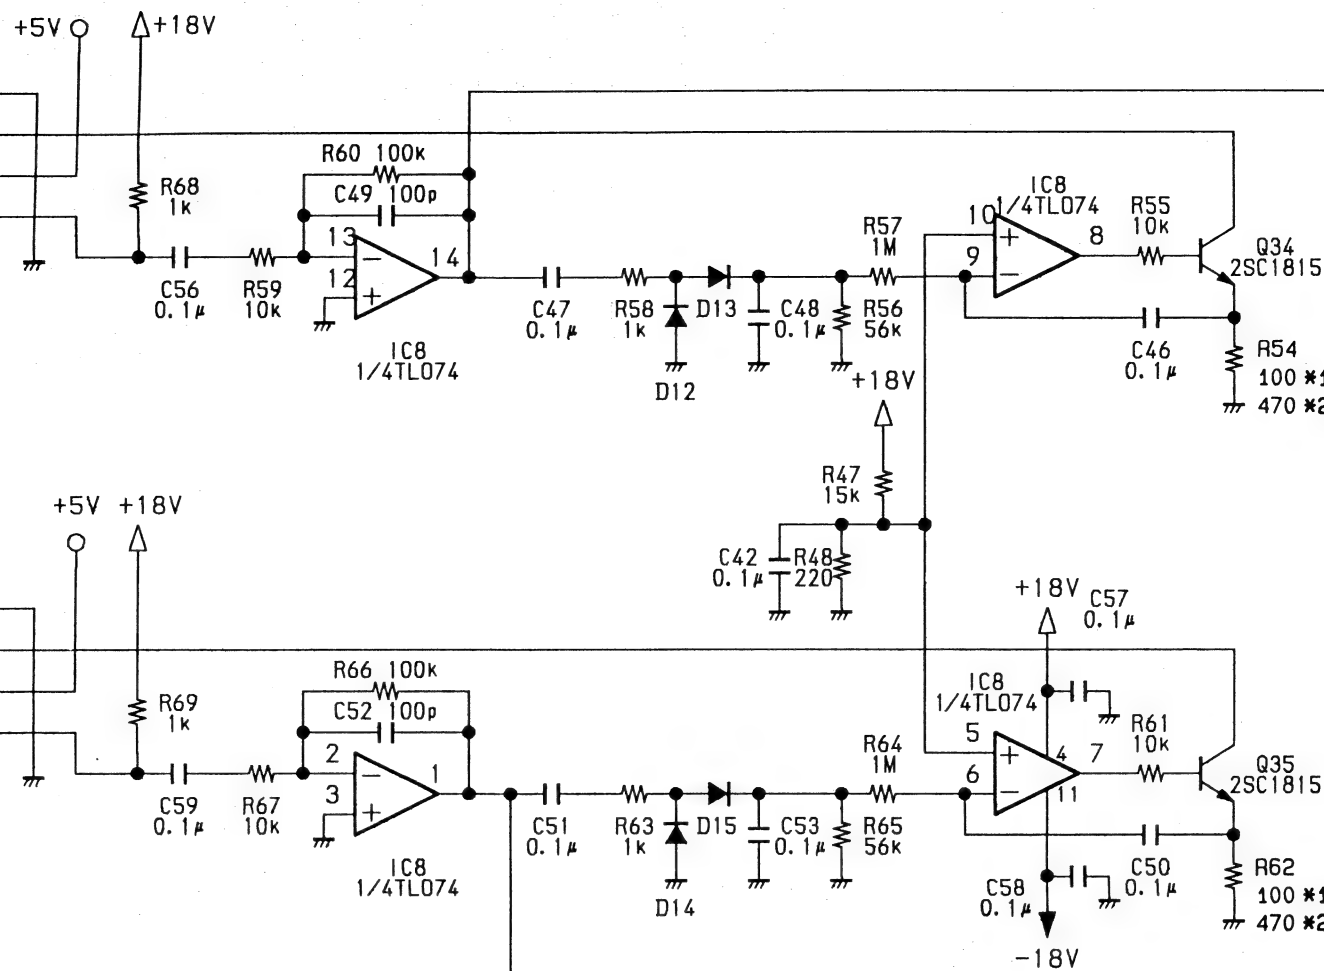 +5V
+18V
R60 100k
R68
1k
C49 100p
13
12
14
C56
0.1μ
R59
10k
IC8
1/4TL074
C47
0.1μ
R58
1k
D13
D12
C48
0.1μ
R57
1M
R56
56k
IC8
1/4TL074
10
9
8
R55
10k
Q34
2SC1815
C46
0.1μ
R54
100 *1
470 *2
+18V
R47
15k
C42
0.1μ
R48
220
+5V
+18V
R66 100k
R69
1k
C52 100p
2
3
1
C59
0.1μ
R67
10k
IC8
1/4TL074
C51
0.1μ
R63
1k
D15
D14
C53
0.1μ
R64
1M
R65
56k
+18V
C57
0.1μ
IC8
1/4TL074
5
6
4
11
7
R61
10k
Q35
2SC1815
C50
0.1μ
C58
0.1μ
R62
100 *1
470 *2
-18V